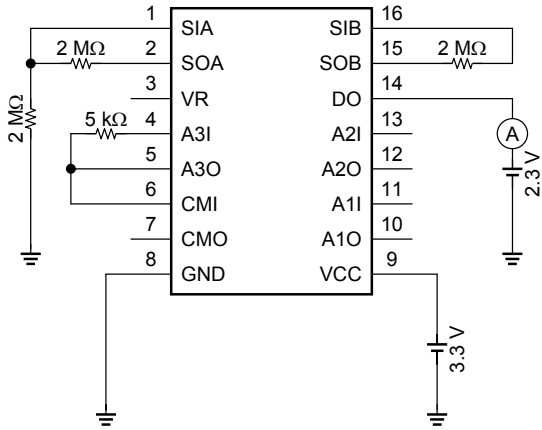 1 SIA SIB 16
2 MΩ 2 SOA SOB 15 2 MΩ
3 VR DO 14
2 MΩ
5 kΩ 4 A3I A2I 13
A
5 A3O A2O 12
2.3 V
6 CMI A1I 11
7 CMO A1O 10
8 GND VCC 9
3.3 V